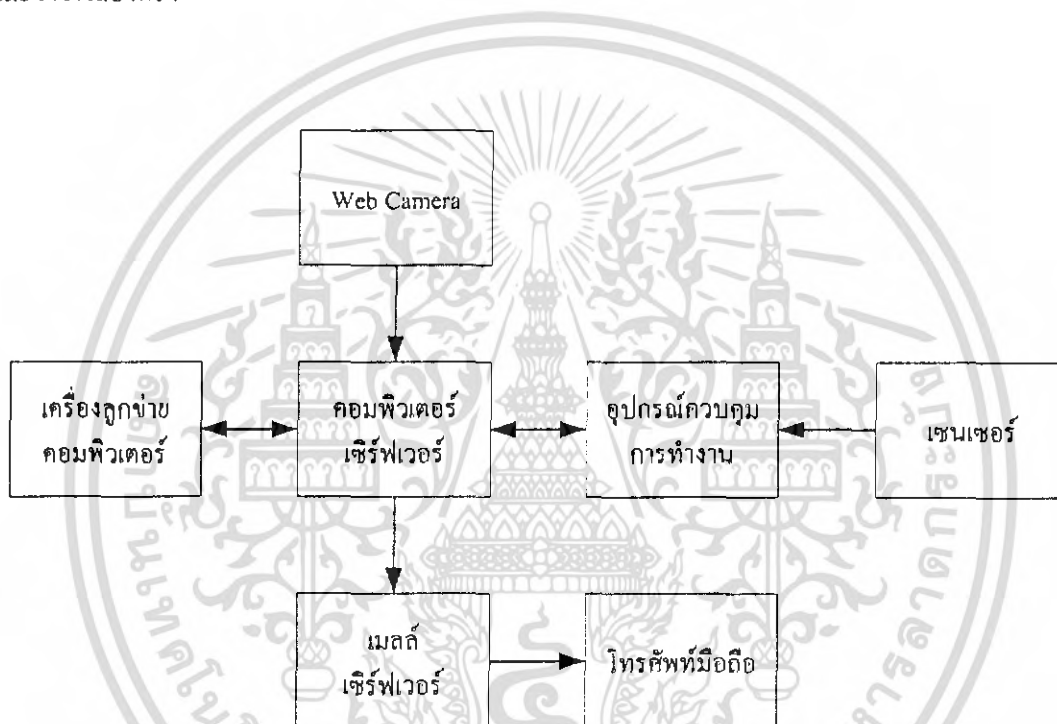 Web Camera
เครื่องลูกข่าย
คอมพิวเตอร์
คอมพิวเตอร์
เซิร์ฟเวอร์
อุปกรณ์ควบคุม
การทำงาน
เซนเซอร์
เมลล์
เซิร์ฟเวอร์
โทรศัพท์มือถือ